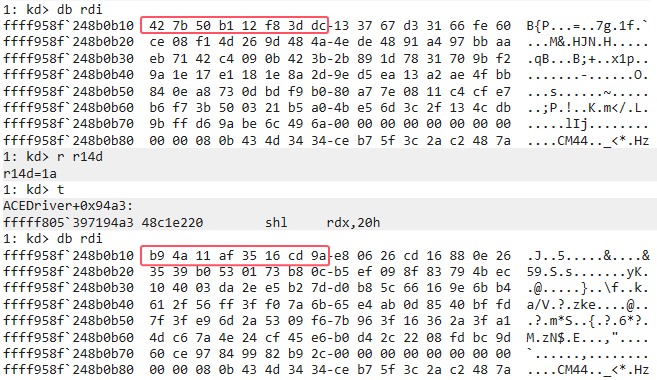 1: kd> db rdi
ffff958f`248b0b10  42 7b 50 b1 12 f8 3d dc-13 37 67 d3 31 66 fe 60  B{P...=..7g.1f.`
ffff958f`248b0b20  ce 08 f1 4d 26 9d 48 4a-4e de 48 91 a4 97 bb aa  ...M&.HJN.H.....
ffff958f`248b0b30  eb 71 42 c4 09 0b 42 3b-2b 89 1d 78 31 70 9b f2  .qB...B;+..x1p..
ffff958f`248b0b40  9a 1e 17 e1 18 1e 8a 2d-9e d5 ea 13 a2 ae 4f bb  .......-......O.
ffff958f`248b0b50  84 0e a8 73 0d bd f9 b0-80 a7 7e 08 11 c4 cf e7  ...s......~.....
ffff958f`248b0b60  b6 f7 3b 50 03 21 b5 a0-4b e5 6d 3c 2f 13 4c db  ..;P.!..K.m</.L.
ffff958f`248b0b70  9b ff d6 9a be 6c 49 6a-00 00 00 00 00 00 00 00  .....lIj........
ffff958f`248b0b80  00 00 08 0b 43 4d 34 34-ce b7 5f 3c 2a c2 48 7a  ....CM44.._<*.Hz
1: kd> r r14d
r14d=1a
1: kd> t
ACEDriver+0x94a3:
fffff805`397194a3 48c1e220        shl     rdx,20h
1: kd> db rdi
ffff958f`248b0b10  b9 4a 11 af 35 16 cd 9a-e8 06 26 cd 16 88 0e 26  .J..5.....&....&
ffff958f`248b0b20  35 39 b0 53 01 73 b8 0c-b5 ef 09 8f 83 79 4b ec  59.S.s.......yK.
ffff958f`248b0b30  10 40 03 da 2e e5 b2 7d-d0 b8 5c 66 16 9e 6b b4  .@.....}..\f..k.
ffff958f`248b0b40  61 2f 56 ff 3f f0 7a 6b-65 e4 ab 0d 85 40 bf fd  a/V.?.zke....@..
ffff958f`248b0b50  7f 3f e9 6d 2a 53 09 f6-7b 96 3f 16 36 2a 3f a1  .?.m*S..{.?.6*?.
ffff958f`248b0b60  4d c6 7a 4e 24 cf 45 e6-b0 d4 2c 22 08 fd bc 9d  M.zN$.E...,"....
ffff958f`248b0b70  60 ce 97 84 99 82 b9 2c-00 00 00 00 00 00 00 00  `......,........
ffff958f`248b0b80  00 00 08 0b 43 4d 34 34-ce b7 5f 3c 2a c2 48 7a  ....CM44.._<*.Hz